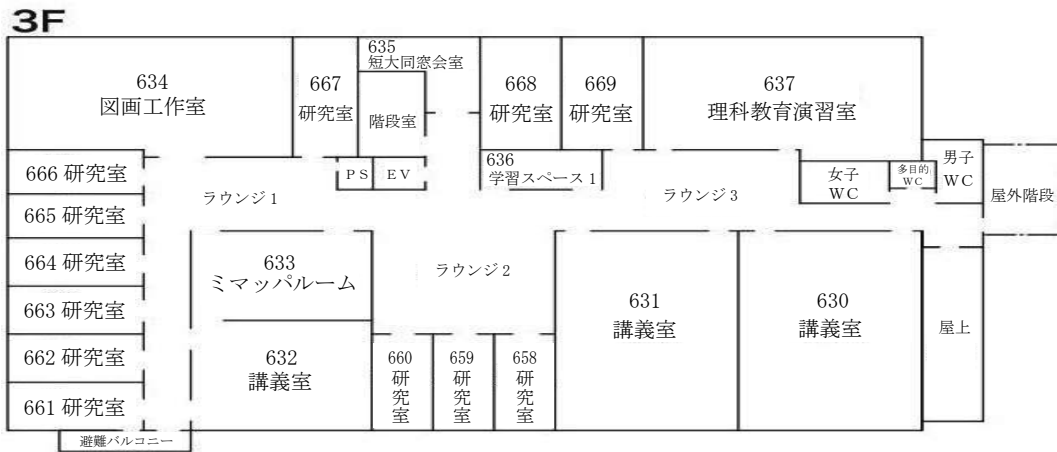 3F
634
図画工作室
667
研究室
635
短大同窓会室
階段室
668
研究室
669
研究室
637
理科教育演習室
636
学習スペース1
PS
EV
666 研究室
665 研究室
664 研究室
663 研究室
662 研究室
661 研究室
避難バルコニー
ラウンジ1
633
ミマッパルーム
632
講義室
ラウンジ2
660
研究室
659
研究室
658
研究室
ラウンジ3
631
講義室
630
講義室
女子
WC
多目的
WC
男子
WC
屋外階段
屋上